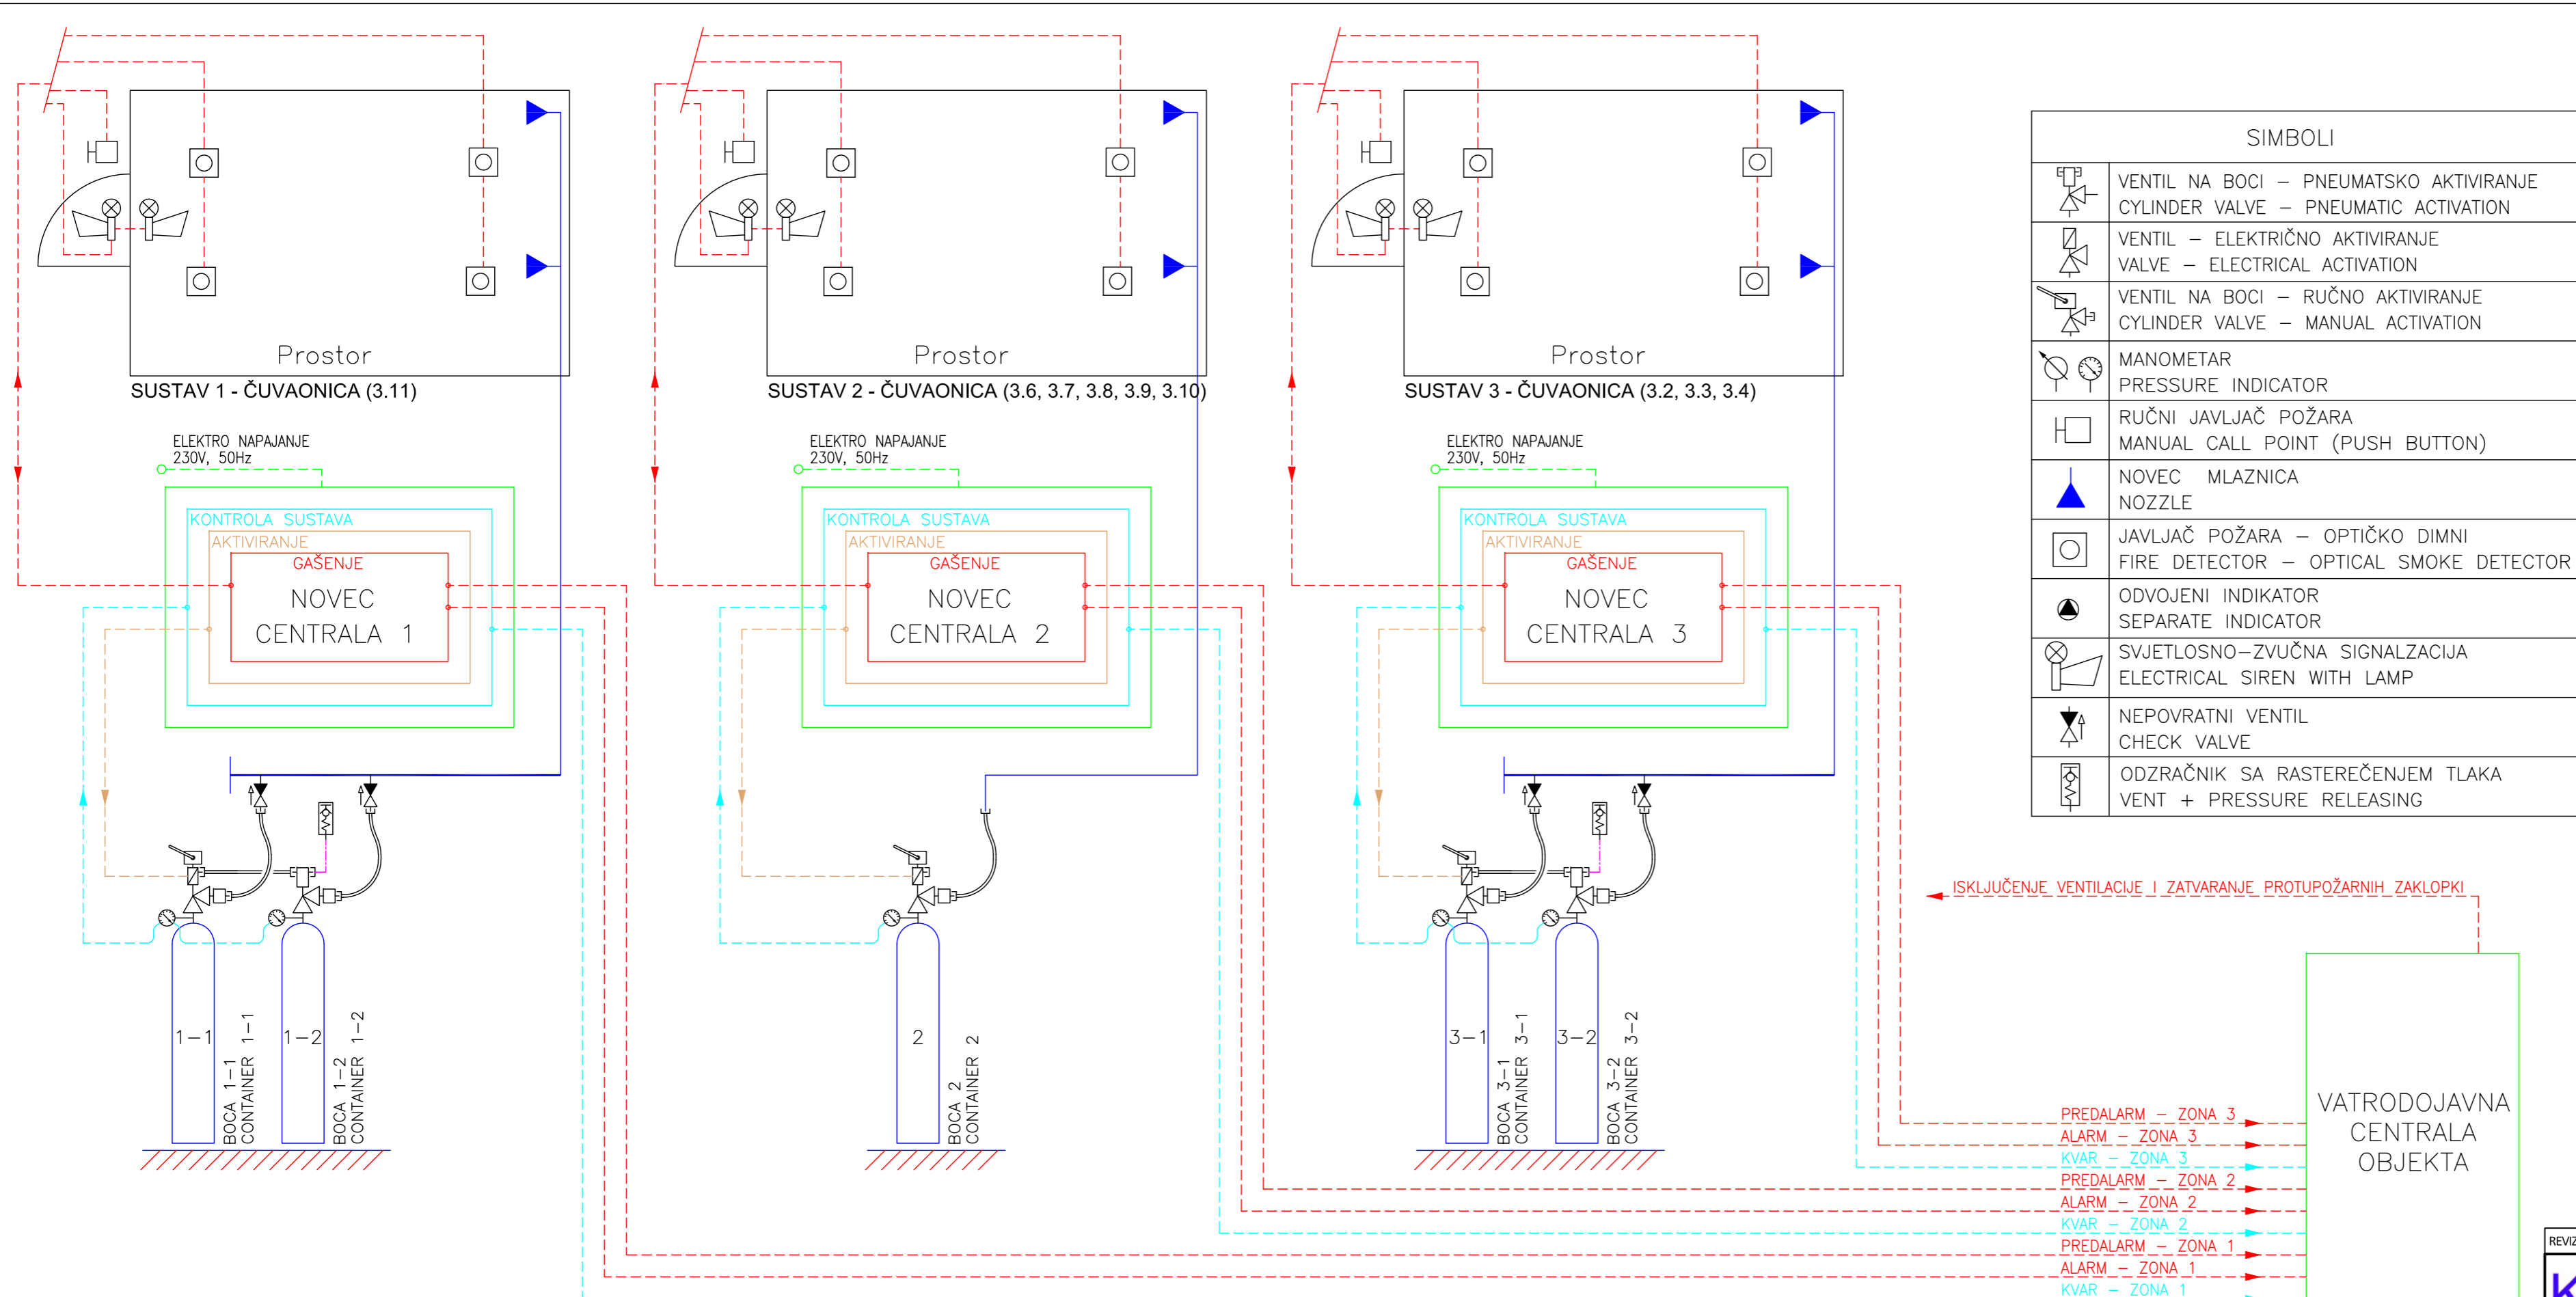 Prostor
SUSTAV 1 - ČUVAONICA (3.11)
ELEKTRO NAPAJANJE
230V, 50Hz
KONTROLA SUSTAVA
AKTIVIRANJE
GAŠENJE
NOVEC
CENTRALA 1
1-1
BOCA 1-1
CONTAINER 1-1
1-2
BOCA 1-2
CONTAINER 1-2
Prostor
SUSTAV 2 - ČUVAONICA (3.6, 3.7, 3.8, 3.9, 3.10)
ELEKTRO NAPAJANJE
230V, 50Hz
KONTROLA SUSTAVA
AKTIVIRANJE
GAŠENJE
NOVEC
CENTRALA 2
2
BOCA 2
CONTAINER 2
Prostor
SUSTAV 3 - ČUVAONICA (3.2, 3.3, 3.4)
ELEKTRO NAPAJANJE
230V, 50Hz
KONTROLA SUSTAVA
AKTIVIRANJE
GAŠENJE
NOVEC
CENTRALA 3
3-1
BOCA 3-1
CONTAINER 3-1
3-2
BOCA 3-2
CONTAINER 3-2
SIMBOLI
VENTIL NA BOCI – PNEUMATSKO AKTIVIRANJE
CYLINDER VALVE – PNEUMATIC ACTIVATION
VENTIL – ELEKTRIČNO AKTIVIRANJE
VALVE – ELECTRICAL ACTIVATION
VENTIL NA BOCI – RUČNO AKTIVIRANJE
CYLINDER VALVE – MANUAL ACTIVATION
MANOMETAR
PRESSURE INDICATOR
RUČNI JAVLJAČ POŽARA
MANUAL CALL POINT (PUSH BUTTON)
NOVEC MLAZNICA
NOZZLE
JAVLJAČ POŽARA – OPTIČKO DIMNI
FIRE DETECTOR – OPTICAL SMOKE DETECTOR
ODVOJENI INDIKATOR
SEPARATE INDICATOR
SVJETLOSNO-ZVUČNA SIGNALZACIJA
ELECTRICAL SIREN WITH LAMP
NEPOVRATNI VENTIL
CHECK VALVE
ODZRAČNIK SA RASTEREČENJEM TLAKA
VENT + PRESSURE RELEASING
ISKLJUČENJE VENTILACIJE I ZATVARANJE PROTUPOŽARNIH ZAKLOPKI
VATRODOJAVNA
CENTRALA
OBJEKTA
PREDALARM – ZONA 3
ALARM – ZONA 3
KVAR – ZONA 3
PREDALARM – ZONA 2
ALARM – ZONA 2
KVAR – ZONA 2
PREDALARM – ZONA 1
ALARM – ZONA 1
KVAR – ZONA 1